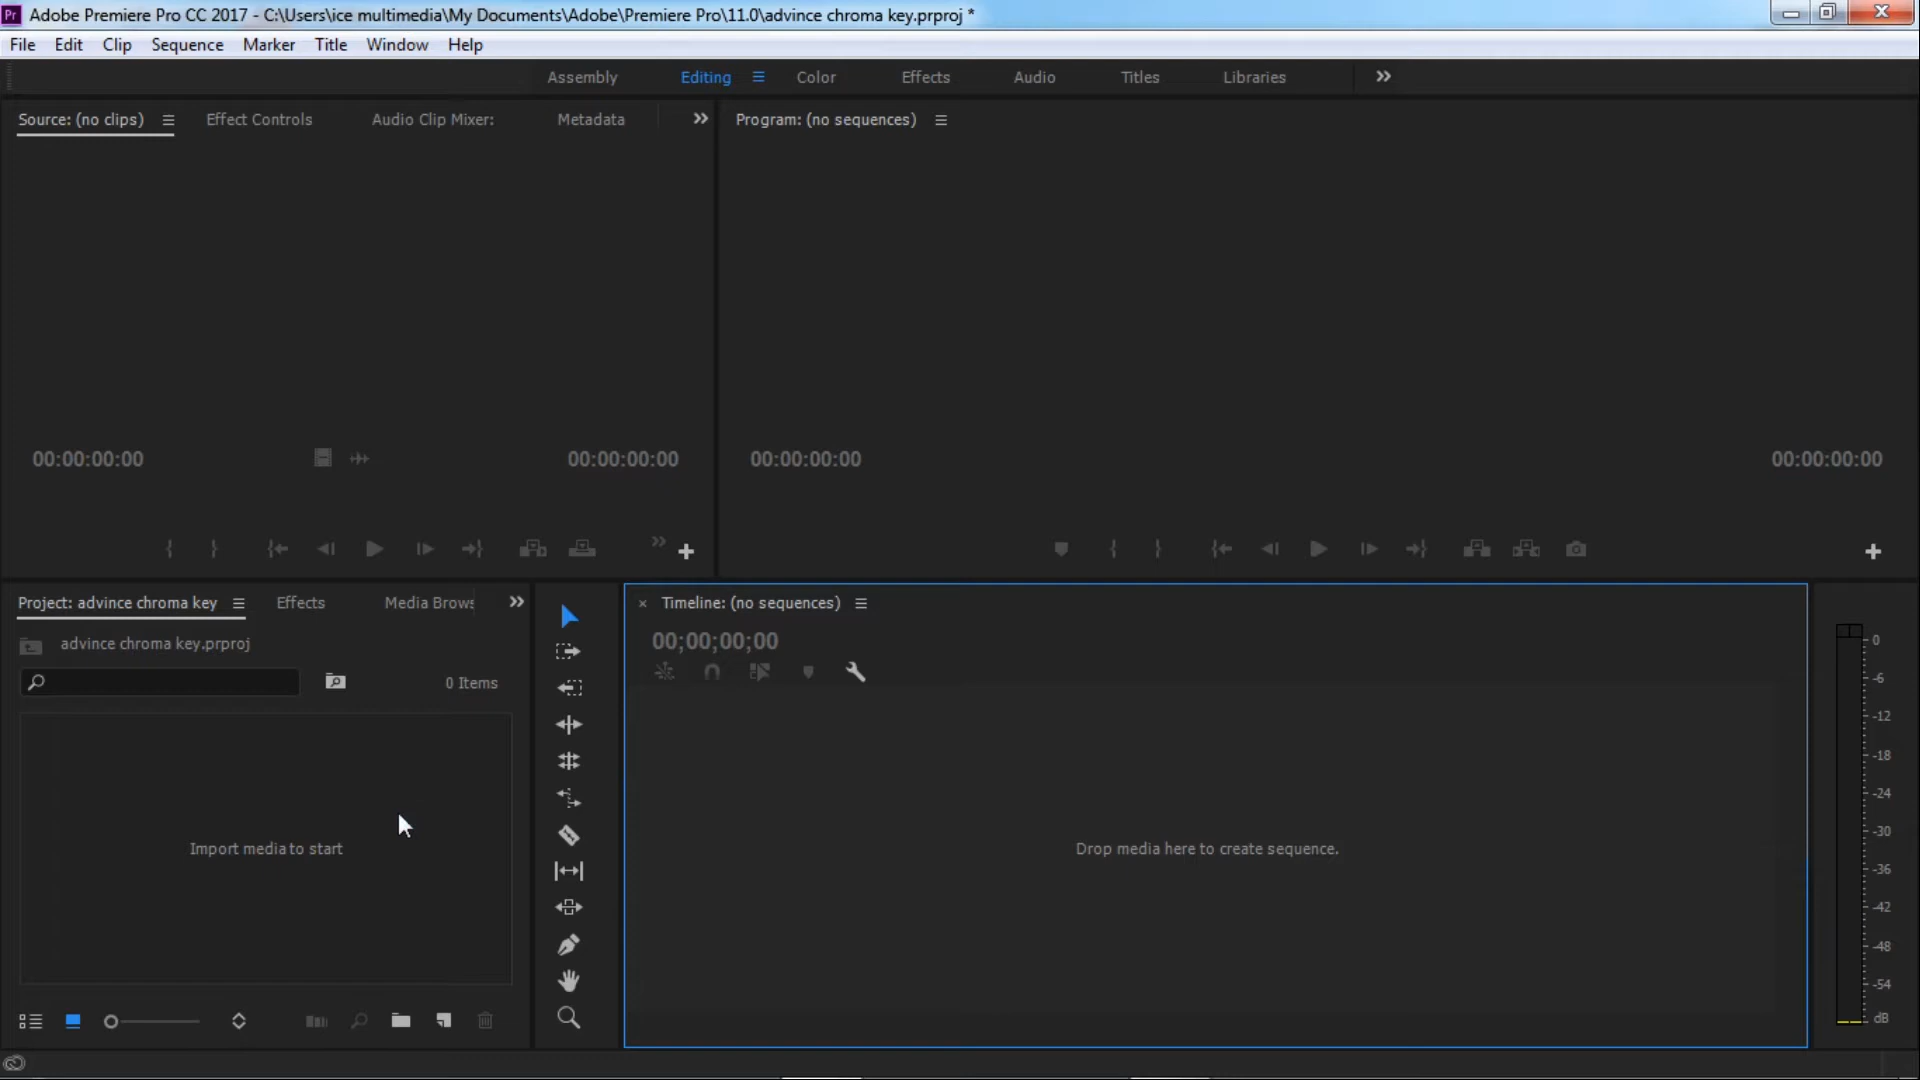 Pr Adobe Premiere Pro CC 2017 - C:\Users\ice multimedia\My Documents\Adobe\Premiere Pro\11.0\advince chroma key.prproj *
File Edit Clip Sequence Marker Title Window Help
Assembly Editing Color Effects Audio Titles Libraries
Source: (no clips) Effect Controls Audio Clip Mixer: Metadata
Program: (no sequences)
00:00:00:00 00:00:00:00
00:00:00:00 00:00:00:00
Project: advince chroma key Effects Media Brows
advince chroma key.prproj
0 Items
Import media to start
Timeline: (no sequences)
00;00;00;00
Drop media here to create sequence.
0
-6
-12
-18
-24
-30
-36
-42
-48
-54
dB